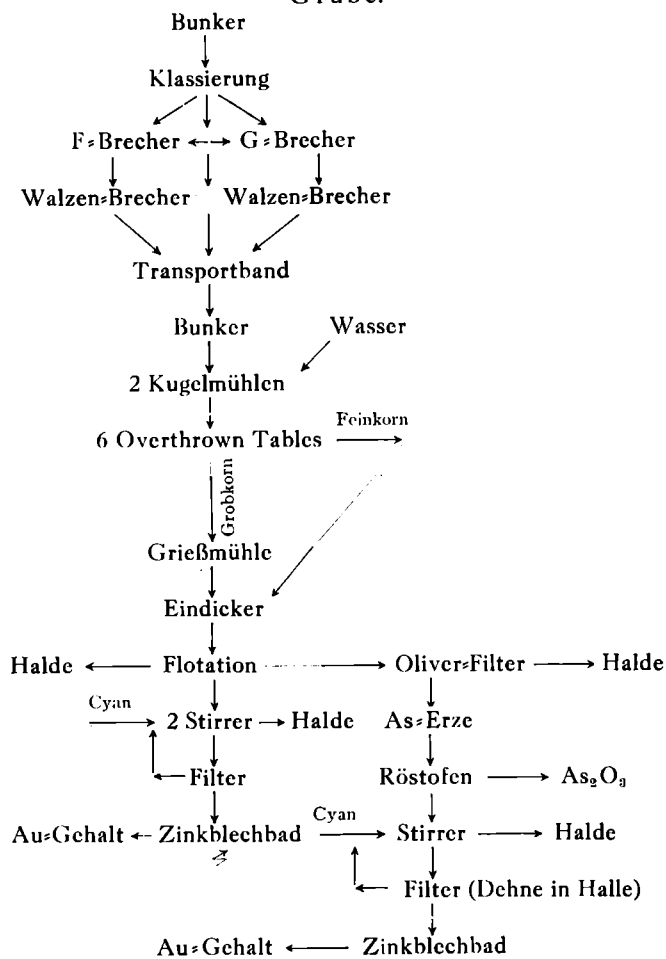 Grube.
Bunker
Klassierung
F=Brecher G=Brecher
Walzen=Brecher Walzen=Brecher
Transportband
Bunker Wasser
2 Kugelmühlen
6 Overthrown Tables Feinkorn
Grobkorn
Grießmühle
Eindicker
Halde Flotation Oliver=Filter Halde
Cyan 2 Stirrer Halde As=Erze
Filter Röstofen As₂O₃
Au=Gehalt Zinkblechbad Cyan Stirrer Halde
Filter (Dehne in Halle)
Au=Gehalt Zinkblechbad